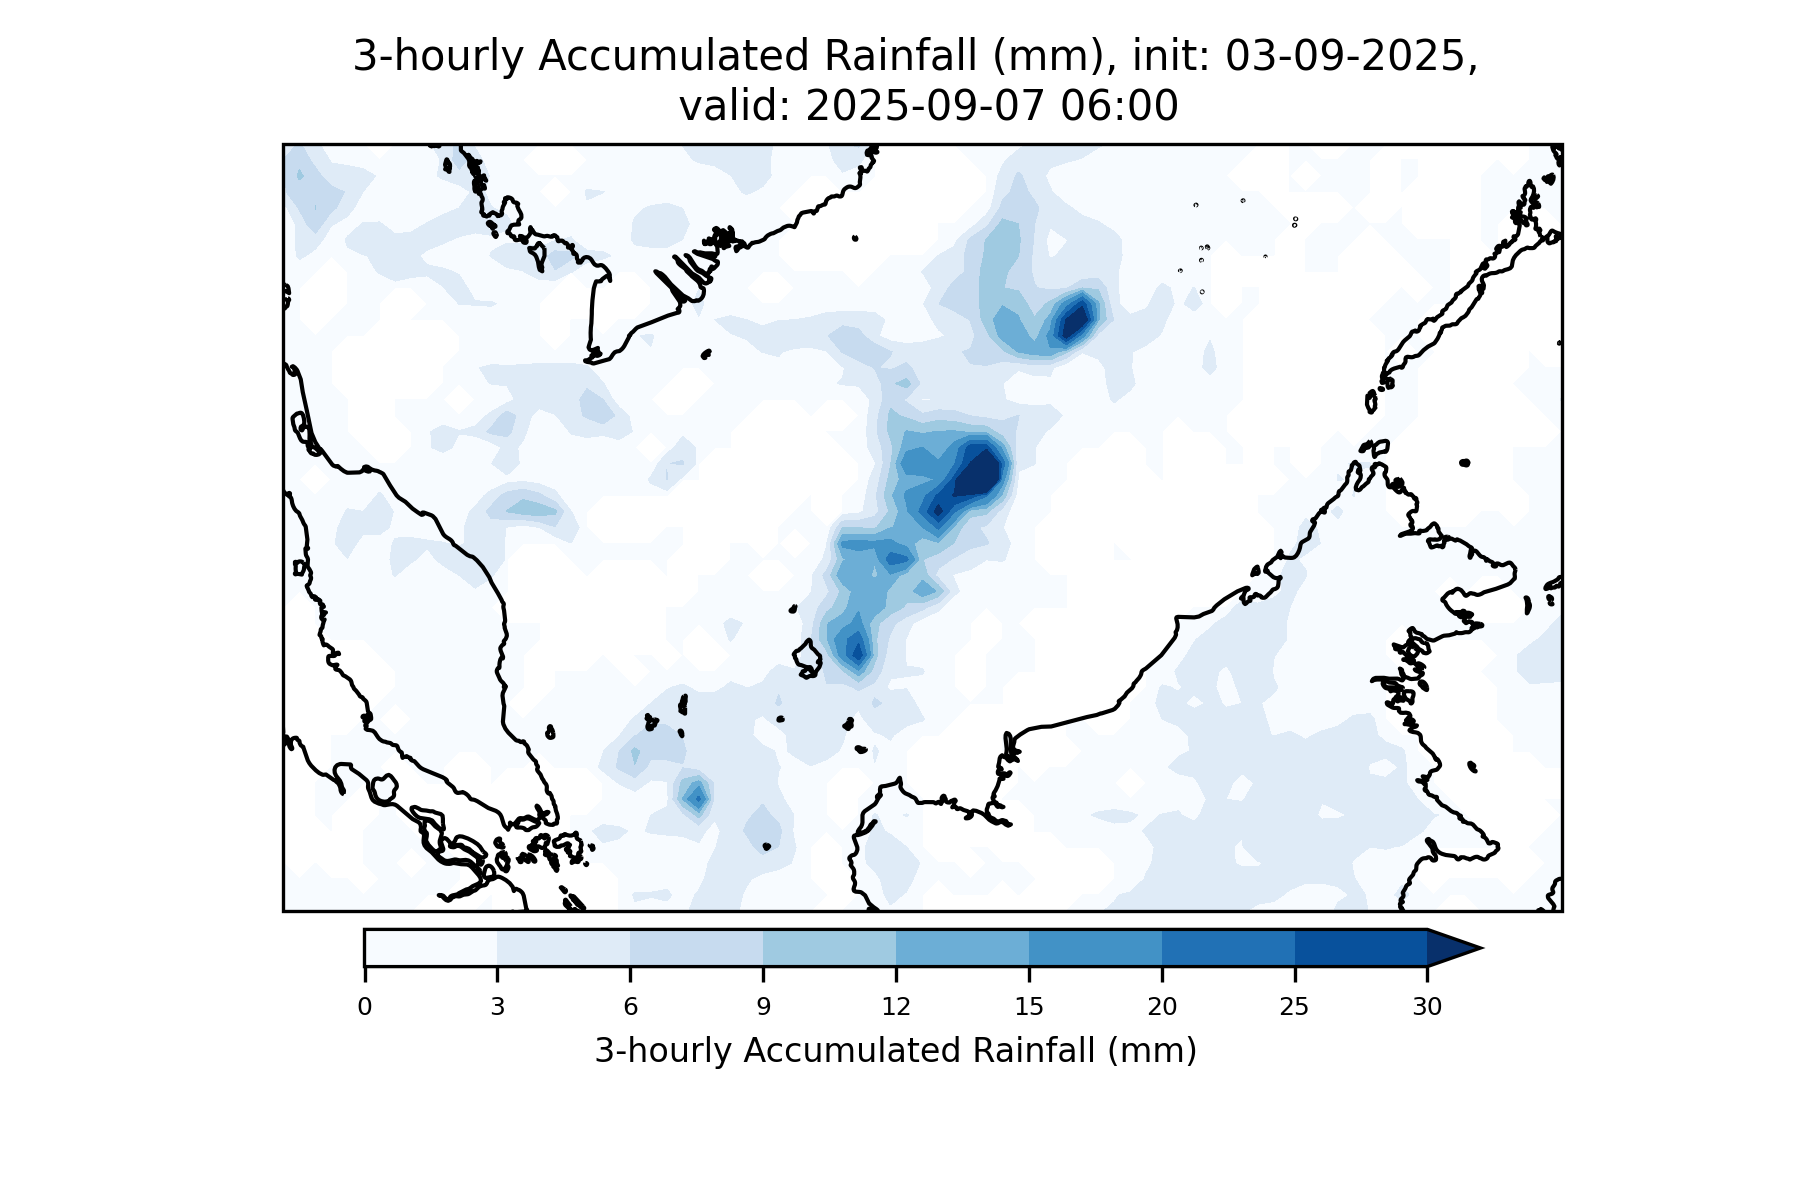 3-hourly Accumulated Rainfall (mm), init: 03-09-2025,
valid: 2025-09-07 06:00
0 3 6 9 12 15 20 25 30
3-hourly Accumulated Rainfall (mm)